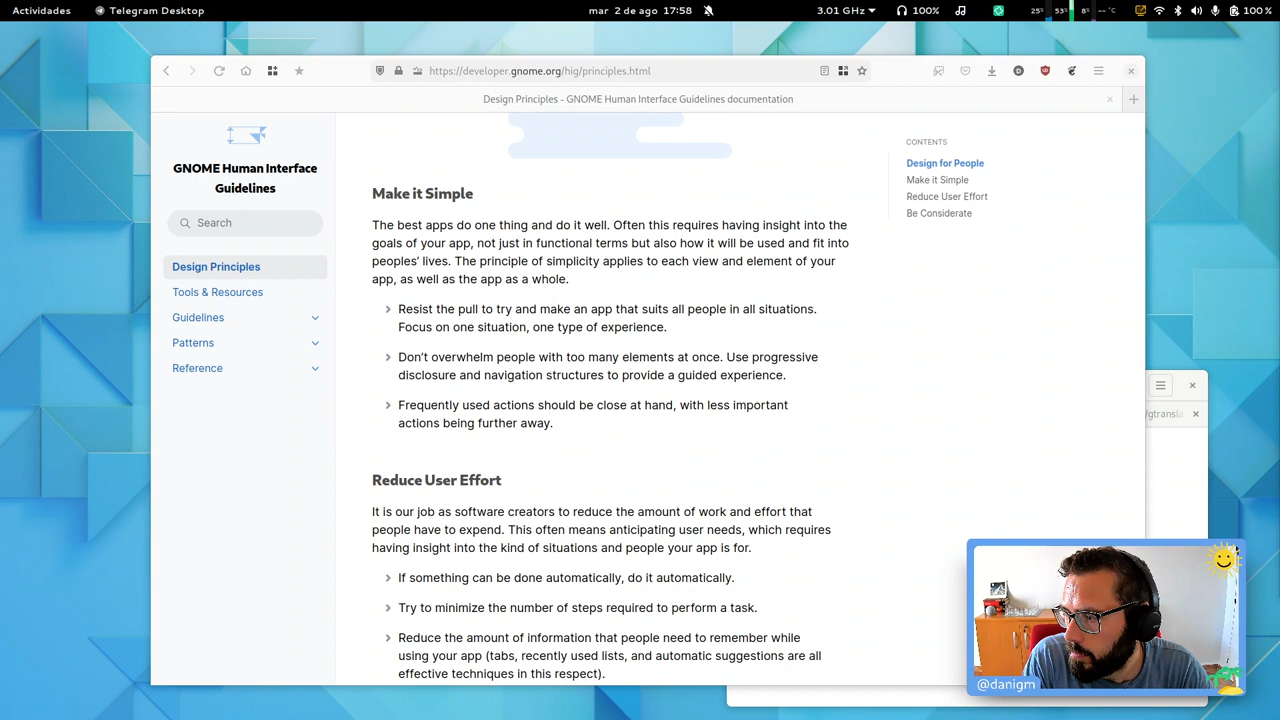 Actividades
Telegram Desktop
mar 2 de ago 17:58
3.01 GHz
100%
25%
53%
8%
-- °C
100 %
https://developer.gnome.org/hig/principles.html
Design Principles - GNOME Human Interface Guidelines documentation
GNOME Human Interface
Guidelines
Search
Design Principles
Tools & Resources
Guidelines
Patterns
Reference
Make it Simple
The best apps do one thing and do it well. Often this requires having insight into the
goals of your app, not just in functional terms but also how it will be used and fit into
peoples’ lives. The principle of simplicity applies to each view and element of your
app, as well as the app as a whole.
Resist the pull to try and make an app that suits all people in all situations.
Focus on one situation, one type of experience.
Don’t overwhelm people with too many elements at once. Use progressive
disclosure and navigation structures to provide a guided experience.
Frequently used actions should be close at hand, with less important
actions being further away.
Reduce User Effort
It is our job as software creators to reduce the amount of work and effort that
people have to expend. This often means anticipating user needs, which requires
having insight into the kind of situations and people your app is for.
If something can be done automatically, do it automatically.
Try to minimize the number of steps required to perform a task.
Reduce the amount of information that people need to remember while
using your app (tabs, recently used lists, and automatic suggestions are all
effective techniques in this respect).
CONTENTS
Design for People
Make it Simple
Reduce User Effort
Be Considerate
/gtransla
@danigm